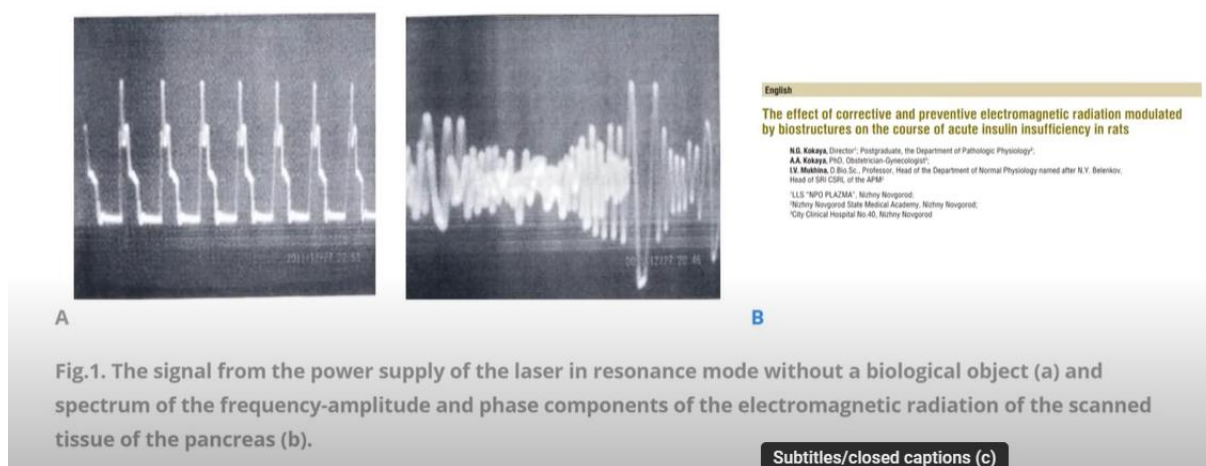 2011/12/27 20 53
12/27 20 46
English
The effect of corrective and preventive electromagnetic radiation modulated
by biostructures on the course of acute insulin insufficiency in rats
N.G. Kokaya, Director¹; Postgraduate, the Department of Pathologic Physiology²;
A.A. Kokaya, PhD, Obstetrician-Gynecologist³;
I.V. Mukhina, D.Bio.Sc., Professor, Head of the Department of Normal Physiology named after N.Y. Belenkov,
Head of SRI CSRL of the APM²
¹LLS "NPO PLAZMA", Nizhny Novgorod;
²Nizhny Novgorod State Medical Academy, Nizhny Novgorod;
³City Clinical Hospital No.40, Nizhny Novgorod
A
B
Fig.1. The signal from the power supply of the laser in resonance mode without a biological object (a) and
spectrum of the frequency-amplitude and phase components of the electromagnetic radiation of the scanned
tissue of the pancreas (b).
Subtitles/closed captions (c)